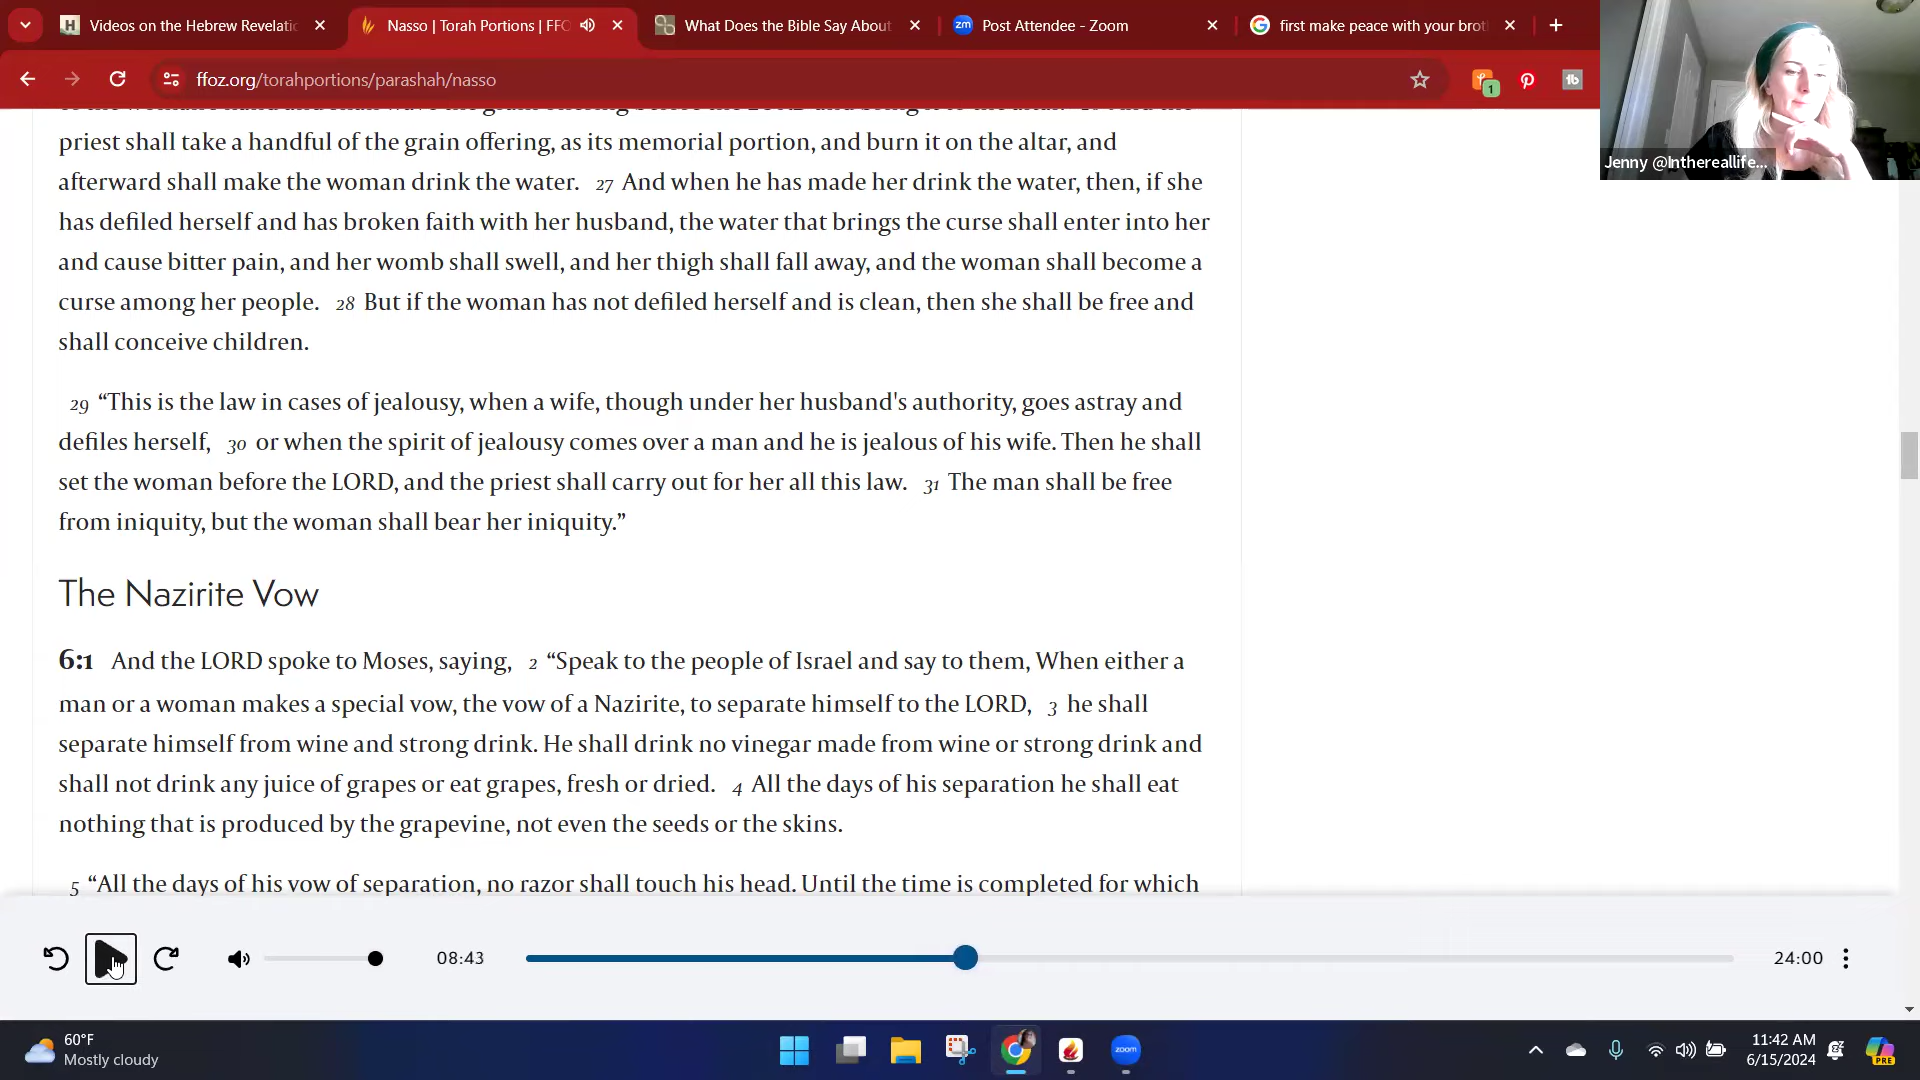 Videos on the Hebrew Revelatic
Nasso | Torah Portions | FFO
What Does the Bible Say About
Post Attendee - Zoom
first make peace with your brot
ffoz.org/torahportions/parashah/nasso
1
Jenny @Inthereallife...
priest shall take a handful of the grain offering, as its memorial portion, and burn it on the altar, and
afterward shall make the woman drink the water. 27 And when he has made her drink the water, then, if she
has defiled herself and has broken faith with her husband, the water that brings the curse shall enter into her
and cause bitter pain, and her womb shall swell, and her thigh shall fall away, and the woman shall become a
curse among her people. 28 But if the woman has not defiled herself and is clean, then she shall be free and
shall conceive children.
29 “This is the law in cases of jealousy, when a wife, though under her husband's authority, goes astray and
defiles herself, 30 or when the spirit of jealousy comes over a man and he is jealous of his wife. Then he shall
set the woman before the LORD, and the priest shall carry out for her all this law. 31 The man shall be free
from iniquity, but the woman shall bear her iniquity.”
The Nazirite Vow
6:1 And the LORD spoke to Moses, saying, 2 “Speak to the people of Israel and say to them, When either a
man or a woman makes a special vow, the vow of a Nazirite, to separate himself to the LORD, 3 he shall
separate himself from wine and strong drink. He shall drink no vinegar made from wine or strong drink and
shall not drink any juice of grapes or eat grapes, fresh or dried. 4 All the days of his separation he shall eat
nothing that is produced by the grapevine, not even the seeds or the skins.
5 “All the days of his vow of separation, no razor shall touch his head. Until the time is completed for which
08:43
24:00
60°F
Mostly cloudy
zoom
11:42 AM
6/15/2024
PRE